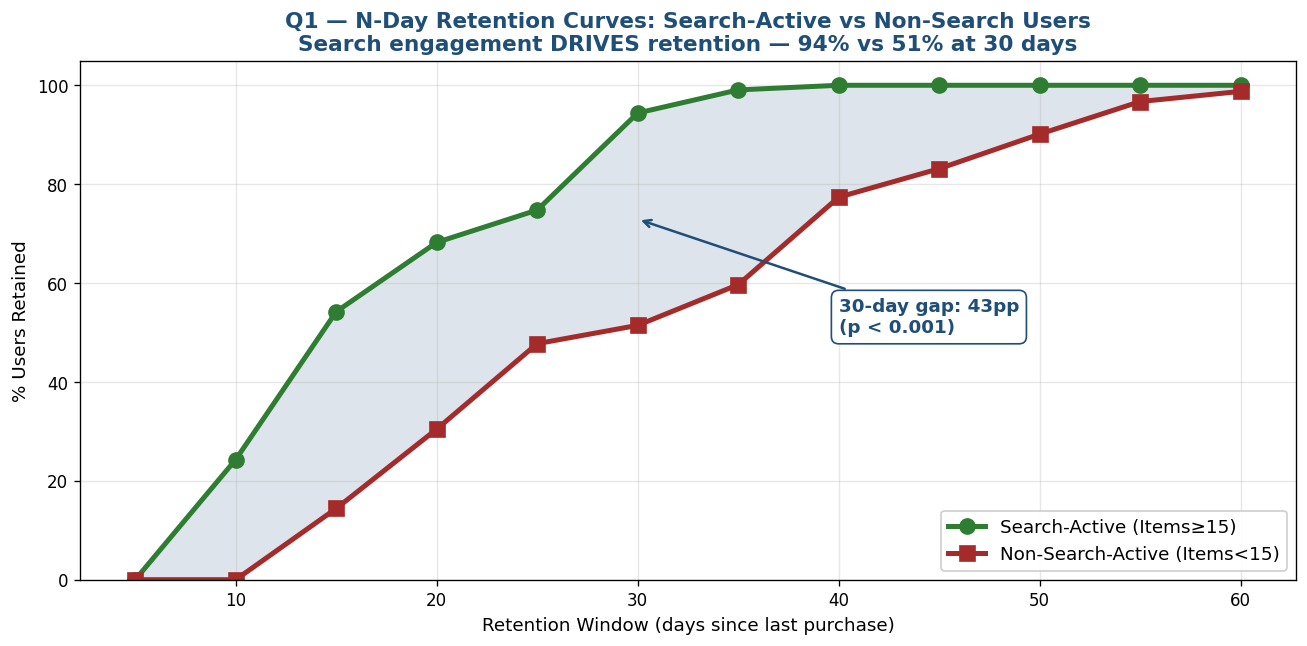 Q1 — N-Day Retention Curves: Search-Active vs Non-Search Users
Search engagement DRIVES retention — 94% vs 51% at 30 days
% Users Retained
100
80
60
40
20
0
30-day gap: 43pp
(p < 0.001)
Search-Active (Items≥15)
Non-Search-Active (Items<15)
10
20
30
40
50
60
Retention Window (days since last purchase)